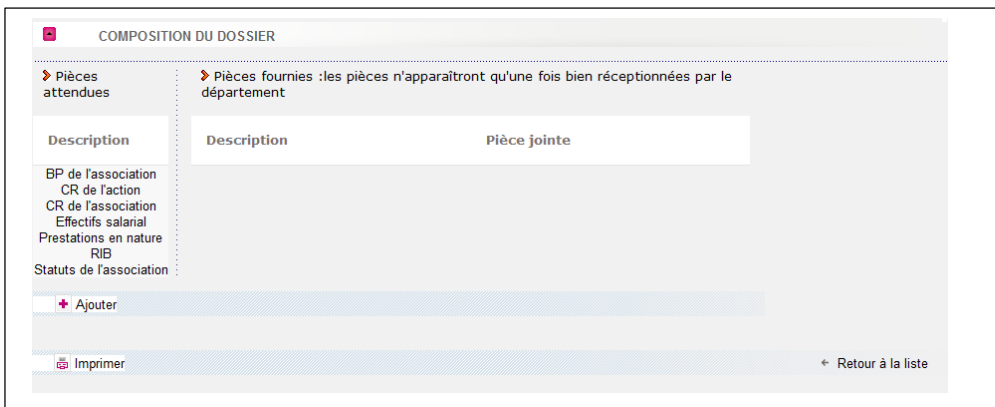 COMPOSITION DU DOSSIER
Pièces
attendues
Pièces fournies :les pièces n'apparaîtront qu'une fois bien réceptionnées par le
département
Description
Description
Pièce jointe
BP de l'association
CR de l'action
CR de l'association
Effectifs salarial
Prestations en nature
RIB
Statuts de l'association
Ajouter
Imprimer
Retour à la liste